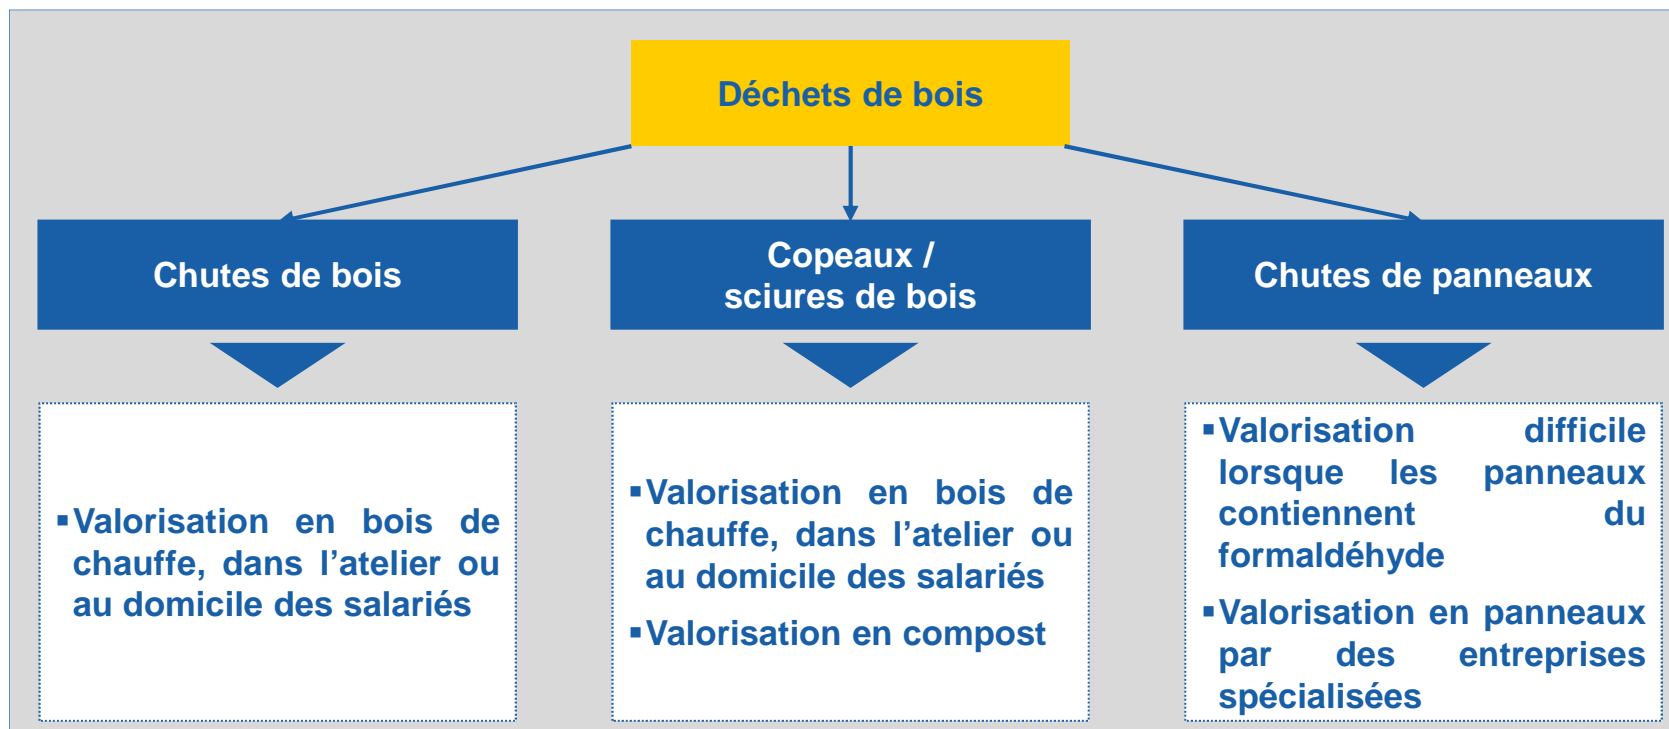 Déchets de bois
Chutes de bois
Copeaux /
sciures de bois
Chutes de panneaux
▪Valorisation en bois de
chauffe, dans l’atelier ou
au domicile des salariés
▪Valorisation en bois de
chauffe, dans l’atelier ou
au domicile des salariés
▪Valorisation en compost
▪Valorisation difficile
lorsque les panneaux
contiennent du
formaldéhyde
▪Valorisation en panneaux
par des entreprises
spécialisées